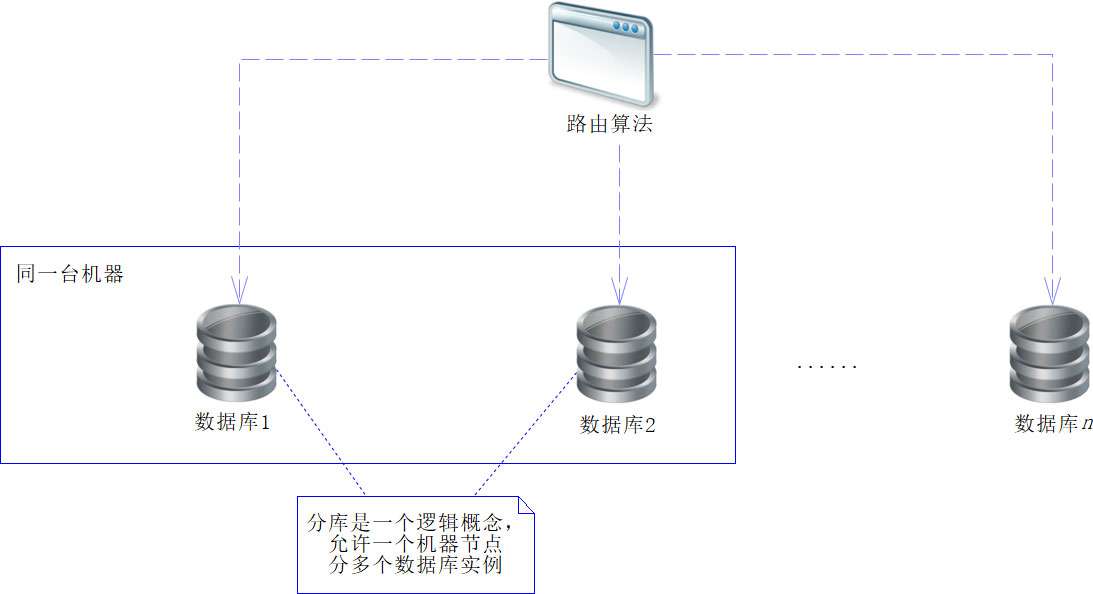 路由算法
同一台机器
数据库1
数据库2
......
数据库n
分库是一个逻辑概念，
允许一个机器节点
分多个数据库实例